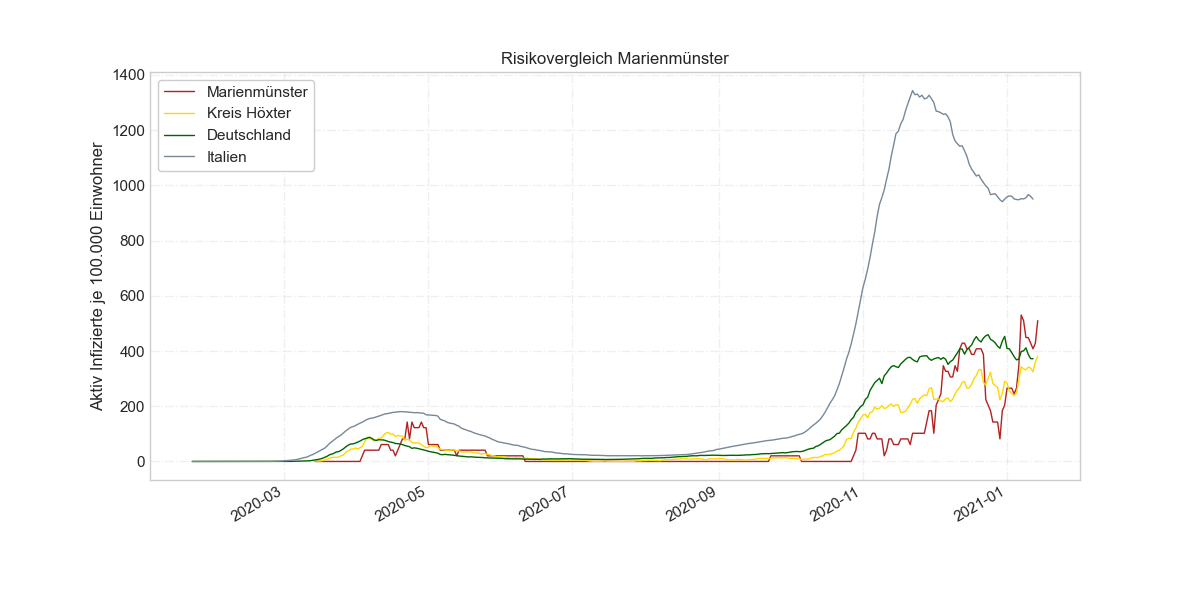 Risikovergleich Marienmünster
Aktiv Infizierte je 100.000 Einwohner
1400
1200
1000
800
600
400
200
0
Marienmünster
Kreis Höxter
Deutschland
Italien
2020-03
2020-05
2020-07
2020-09
2020-11
2021-01